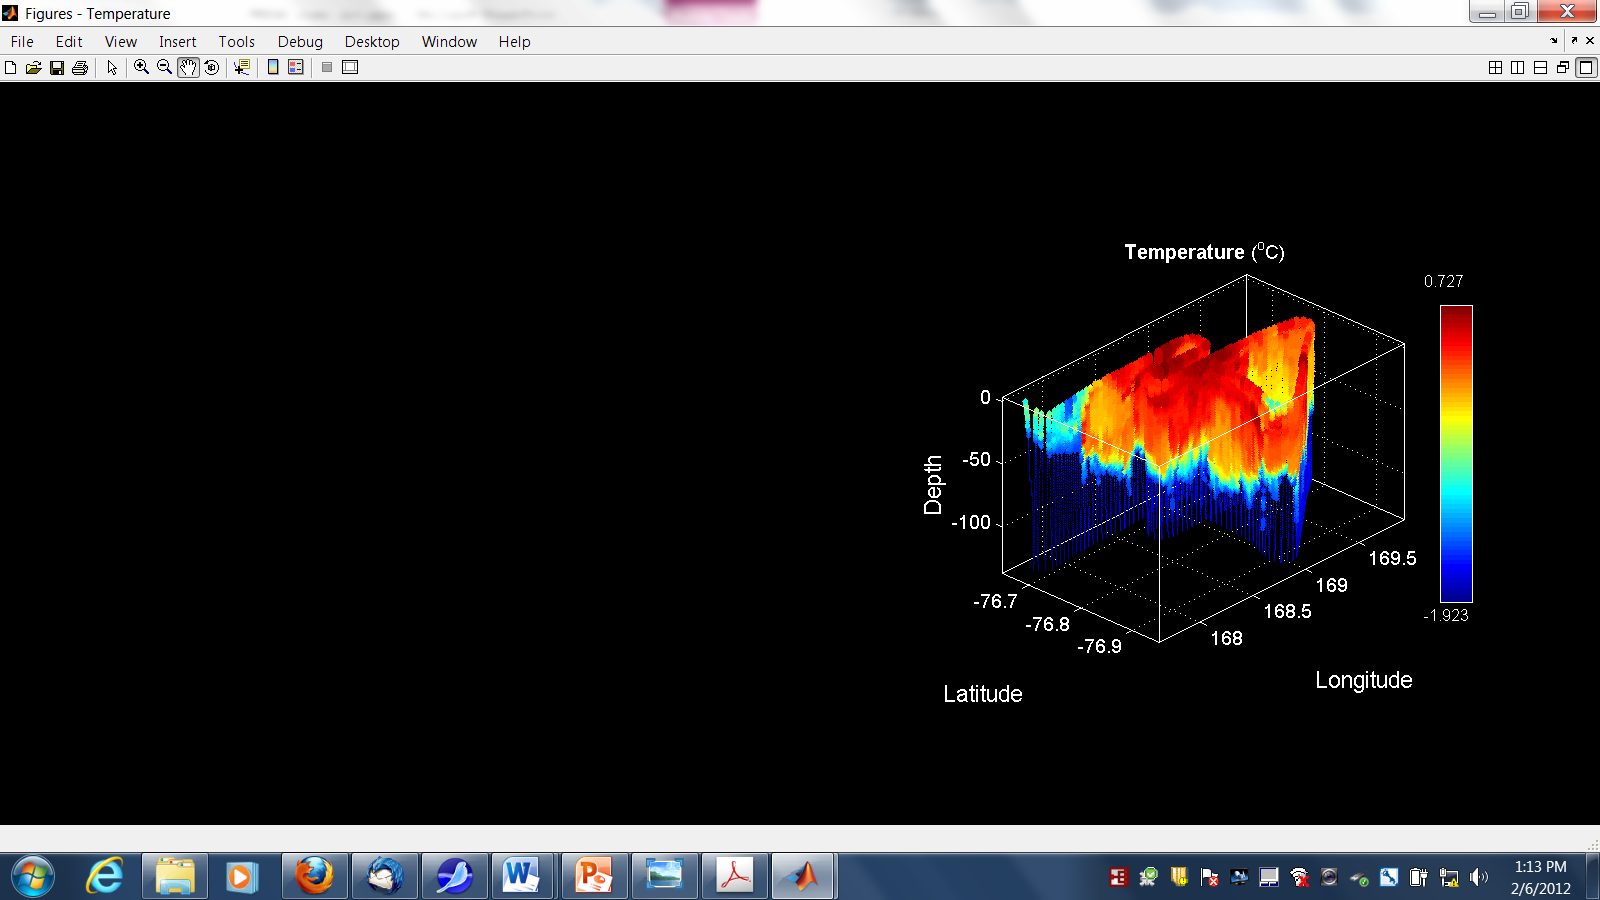 Figures - Temperature
File Edit View Insert Tools Debug Desktop Window Help
Temperature (⁰C)
0.727
0
-50
-100
Depth
169.5
169
168.5
168
-76.7
-76.8
-76.9
-1.923
Longitude
Latitude
1:13 PM
2/6/2012